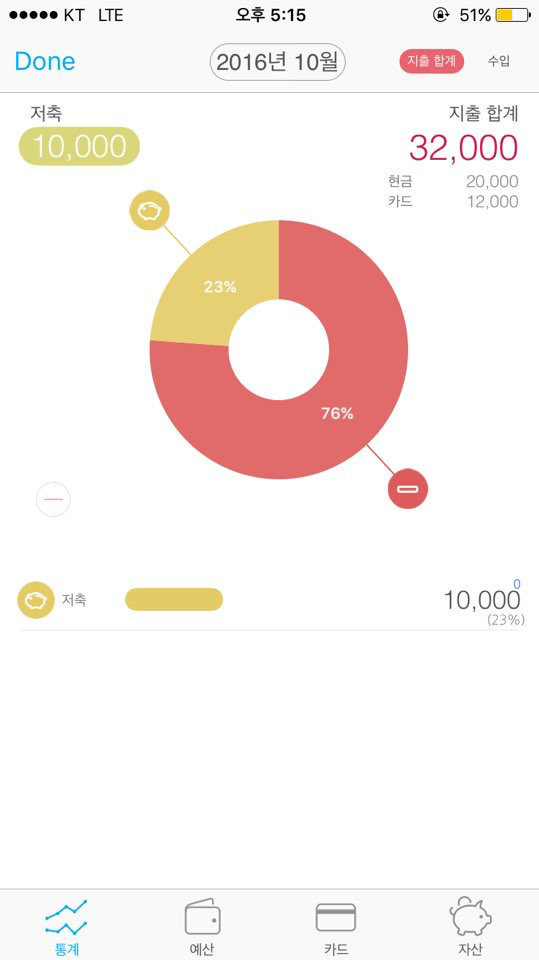 KT LTE 오후 5:15 51%
Done 2016년 10월 지출 합계 수입
저축 지출 합계
10,000 32,000
현금 20,000
카드 12,000
23%
76%
0
저축 10,000
(23%)
통계 예산 카드 자산